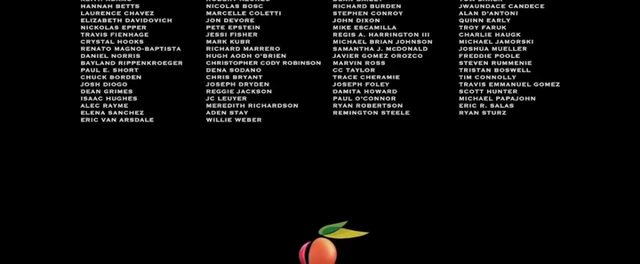 HANNAH BETTS NICOLAS BOSC RICHARD BURDEN JWAUNDACE CANDECE
LAURENCE CHAVEZ MARCELLE COLETTI STEPHEN CONROY ALAN D'ANTONI
ELIZABETH DAVIDOVICH JON DEVORE JOHN DIXON QUINN EARLY
NICKOLAS EPPER PETE EPSTEIN MIKE ESCAMILLA TROY FARUK
TRAVIS FIENHAGE JESSI FISHER REGIS A. HARRINGTON III CHARLIE HAUGK
CRYSTAL HOOKS MARK KUBR MICHAEL BRIAN JOHNSON MICHAEL JAMORSKI
RENATO MAGNO-BAPTISTA RICHARD MARRERO SAMANTHA J. McDONALD JOSHUA MUELLER
DANIEL NORRIS HUGH AODH O'BRIEN JAVIER GOMEZ OROZCO FREDDIE POOLE
BAYLAND RIPPENKROEGER CHRISTOPHER CODY ROBINSON MARVIN ROSS STEVEN RUMMENIE
PAUL E. SHORT DENA SODANO CC TAYLOR TRISTAN BOSWELL
CHUCK BORDEN CHRIS BRYANT TRACE CHERAMIE TIM CONNOLLY
JOSH DIOGO JOSEPH DRYDEN JOSEPH FOLEY TRAVIS EMMANUEL GOMEZ
DEAN GRIMES REGGIE JACKSON DAMITA HOWARD SCOTT HUNTER
ISAAC HUGHES JC LEUYER PAUL O'CONNOR MICHAEL PAPAJOHN
ALEC RAYME MEREDITH RICHARDSON RYAN ROBERTSON ERIC R. SALAS
ELENA SANCHEZ ADEN STAY REMINGTON STEELE RYAN STURZ
ERIC VAN ARSDALE WILLIE WEBER